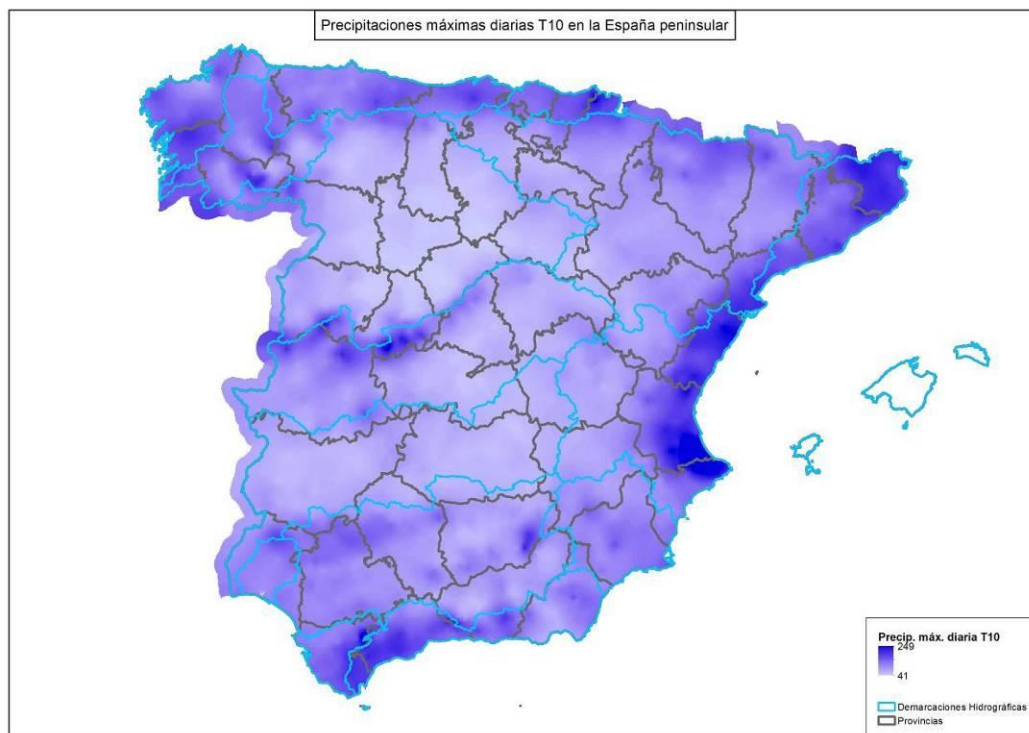 Precipitaciones máximas diarias T10 en la España peninsular
Precip. máx. diaria T10
249
41
Demarcaciones Hidrográficas
Provincias